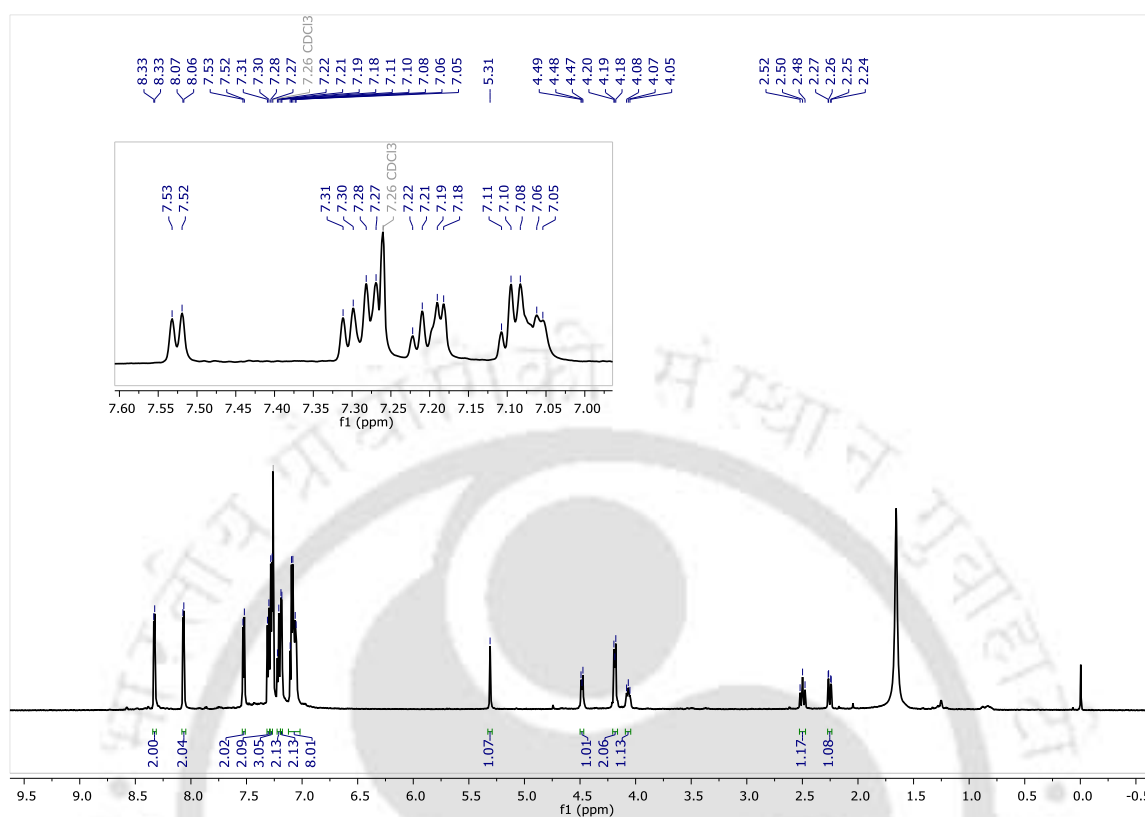 8.33 8.33 8.07 8.06 7.53 7.52 7.31 7.30 7.28 7.27 7.26 CDCl3 7.22 7.21 7.19 7.18 7.11 7.10 7.08 7.06 7.05 5.31 4.49 4.48 4.47 4.20 4.19 4.18 4.08 4.07 4.05 2.52 2.50 2.48 2.27 2.26 2.25 2.24
7.53 7.52 7.31 7.30 7.28 7.27 7.26 CDCl3 7.22 7.21 7.19 7.18 7.11 7.10 7.08 7.06 7.05
7.60 7.55 7.50 7.45 7.40 7.35 7.30 7.25 7.20 7.15 7.10 7.05 7.00
f1 (ppm)
2.00 2.04 2.02 2.09 3.05 2.13 2.13 8.01 1.07 1.01 2.06 1.13 1.17 1.08
9.5 9.0 8.5 8.0 7.5 7.0 6.5 6.0 5.5 5.0 4.5 4.0 3.5 3.0 2.5 2.0 1.5 1.0 0.5 0.0 -0.5
f1 (ppm)